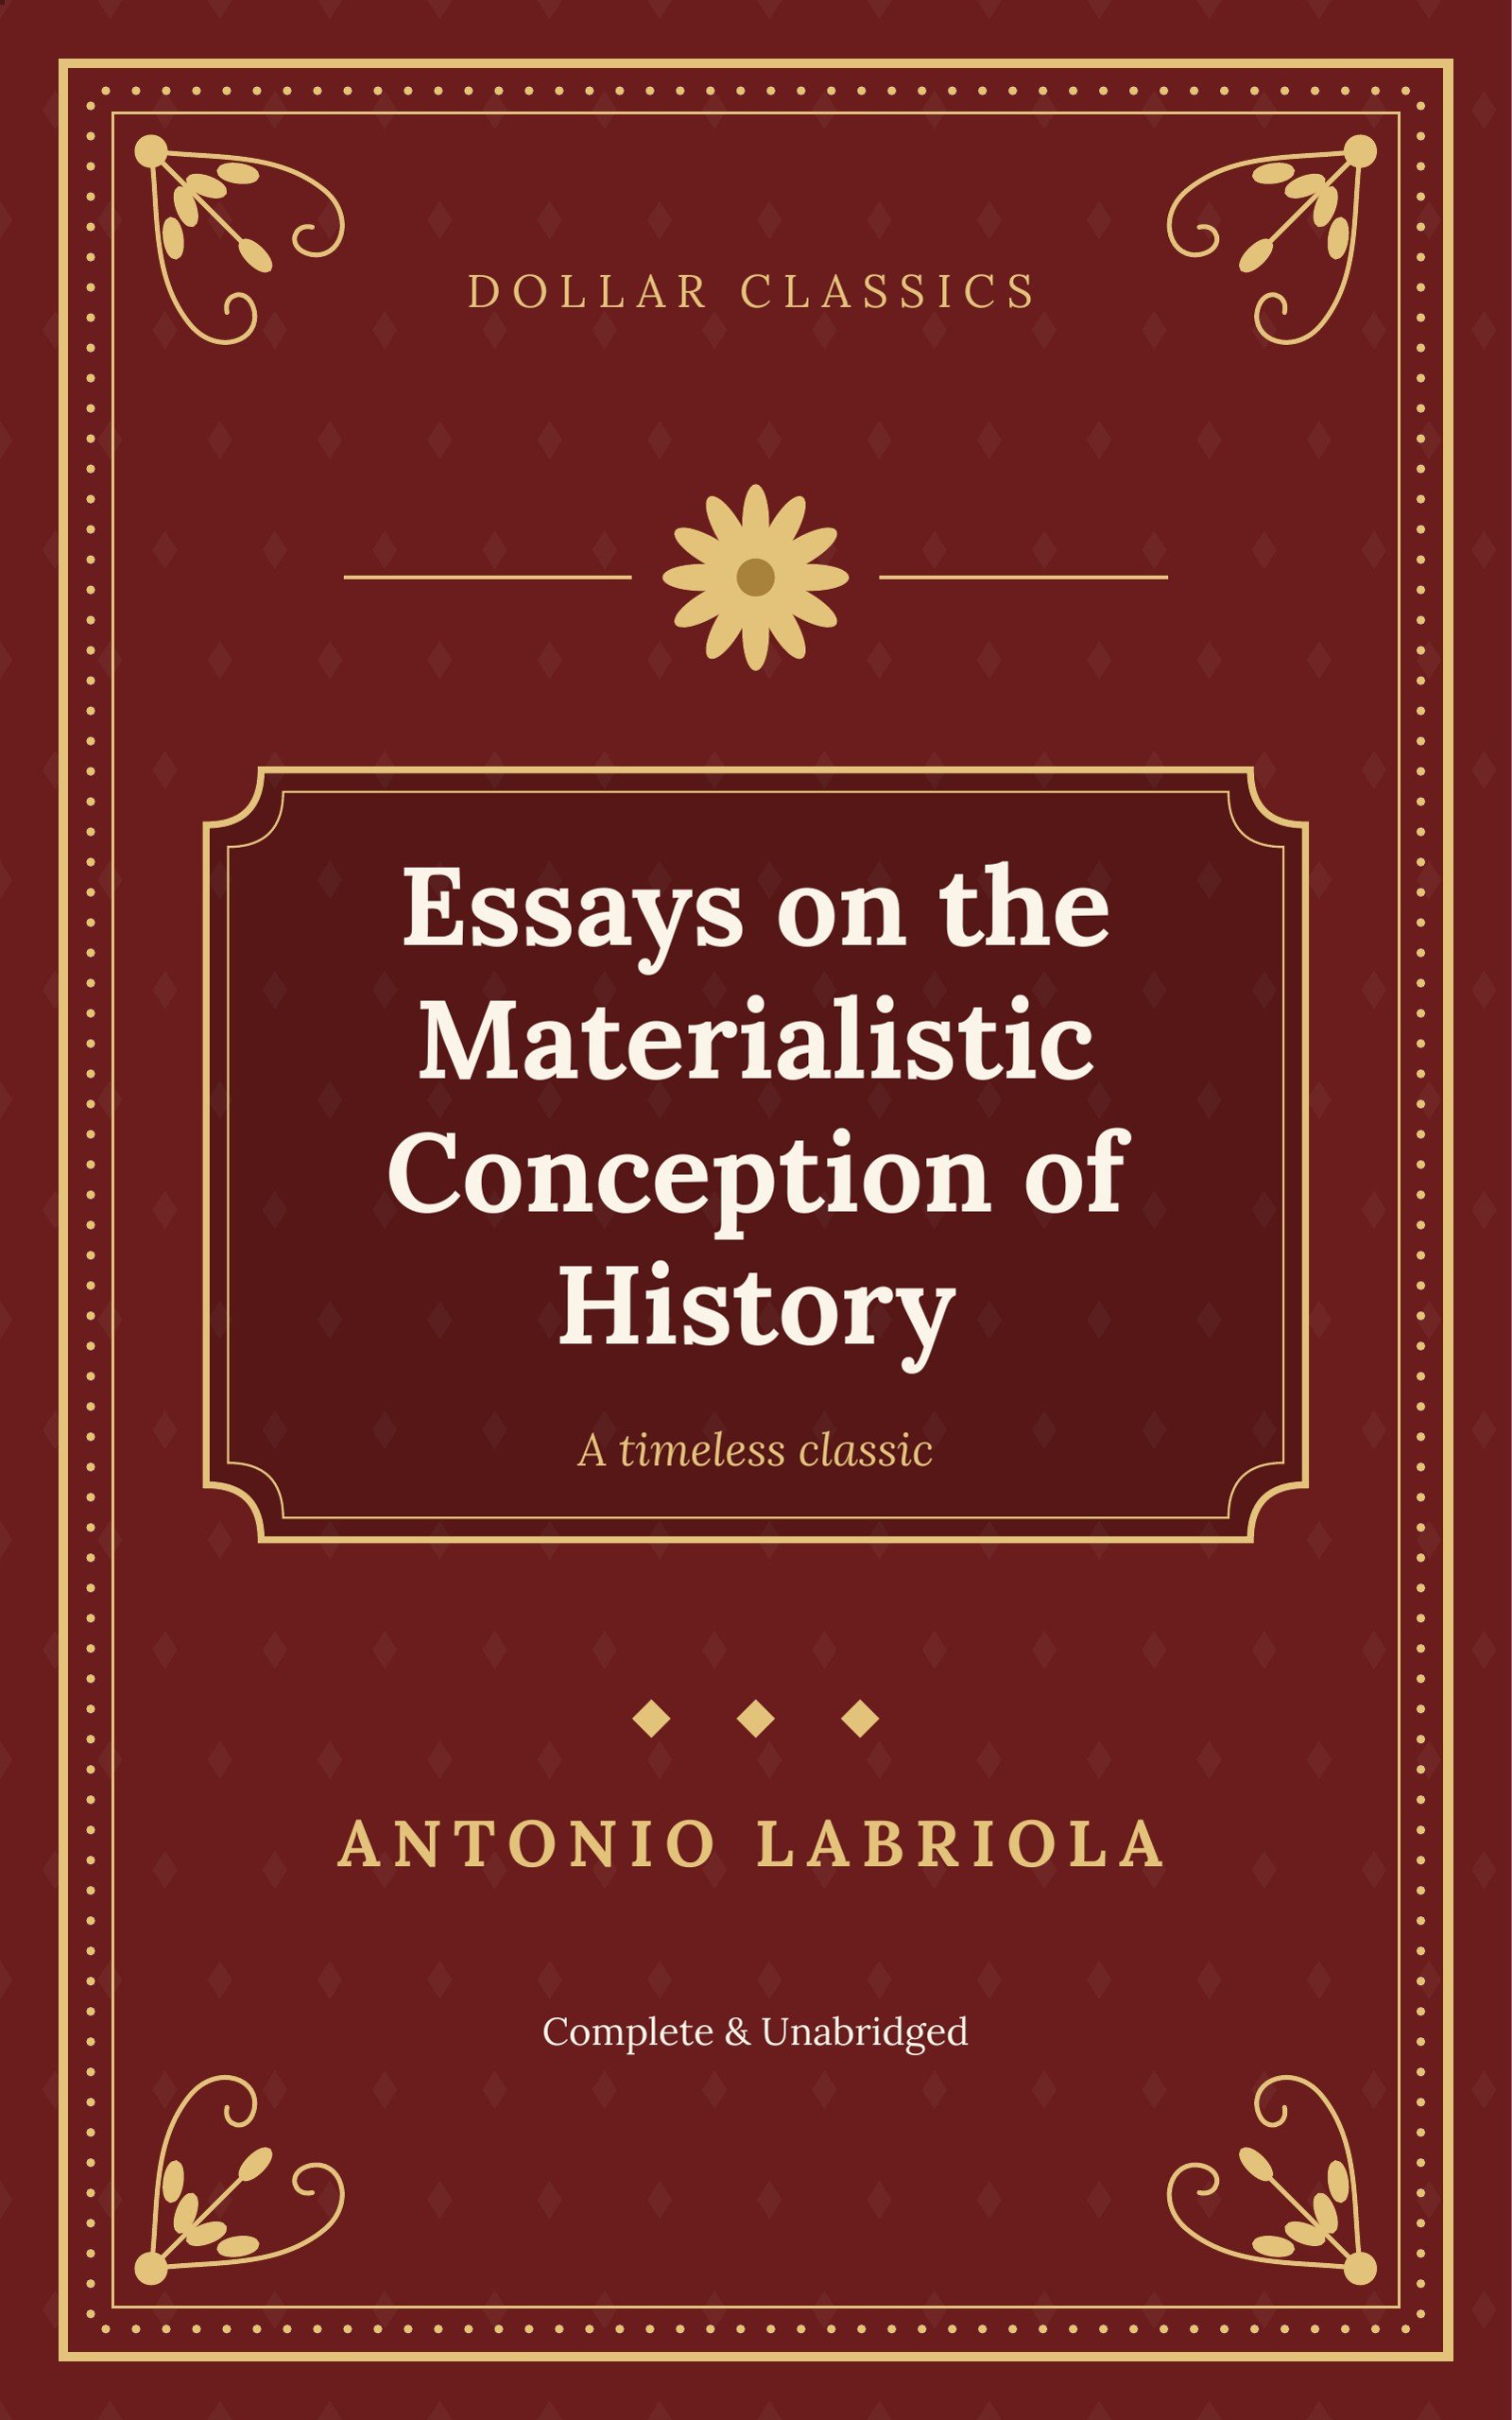 DOLLAR CLASSICS
Essays on the
Materialistic
Conception of
History
A timeless classic
ANTONIO LABRIOLA
Complete & Unabridged